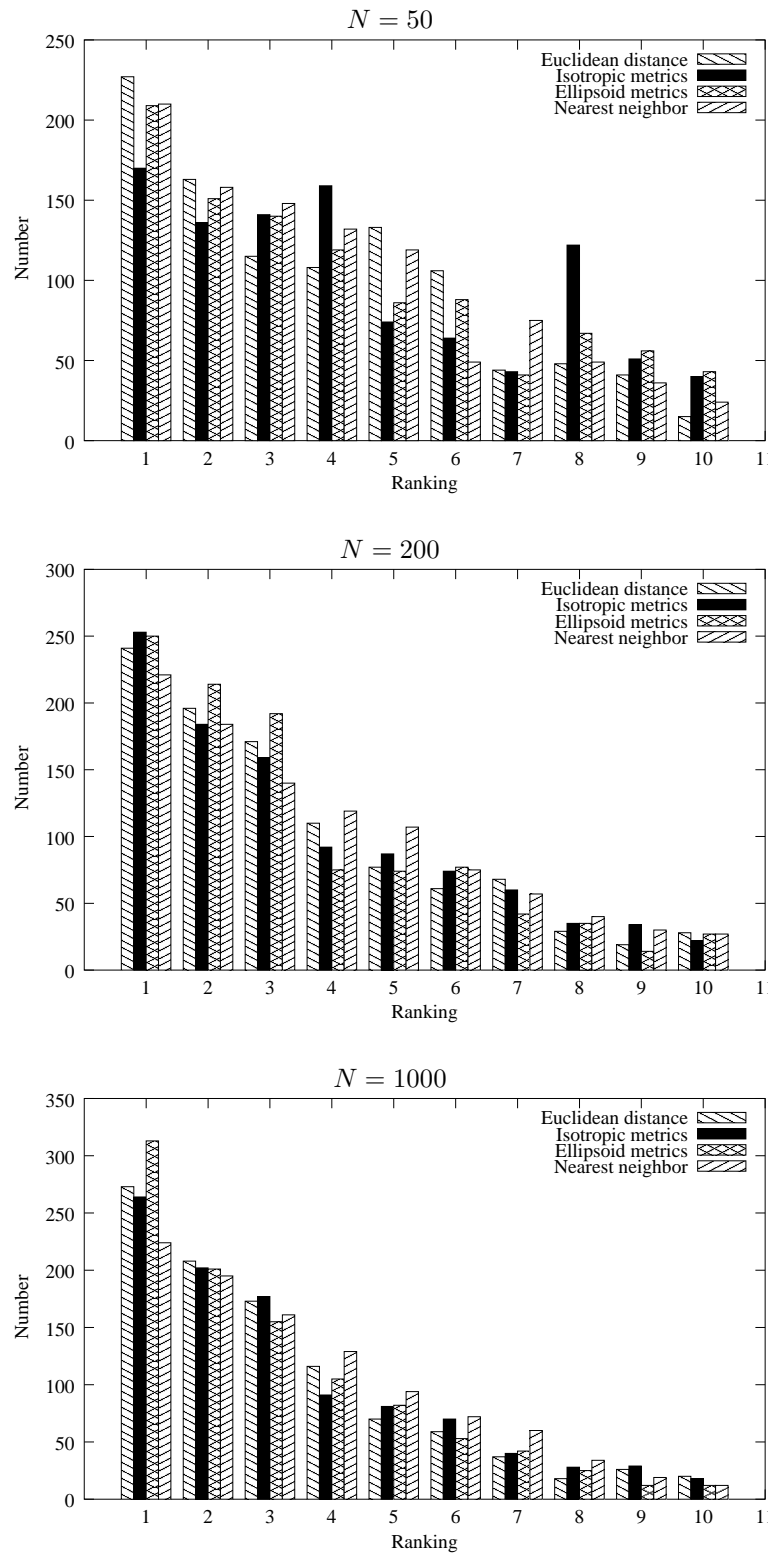 N = 50
250
200
150
100
50
0
Number
Euclidean distance
Isotropic metrics
Ellipsoid metrics
Nearest neighbor
1 2 3 4 5 6 7 8 9 10 11
Ranking
N = 200
300
250
200
150
100
50
0
Number
Euclidean distance
Isotropic metrics
Ellipsoid metrics
Nearest neighbor
1 2 3 4 5 6 7 8 9 10 11
Ranking
N = 1000
350
300
250
200
150
100
50
0
Number
Euclidean distance
Isotropic metrics
Ellipsoid metrics
Nearest neighbor
1 2 3 4 5 6 7 8 9 10 11
Ranking